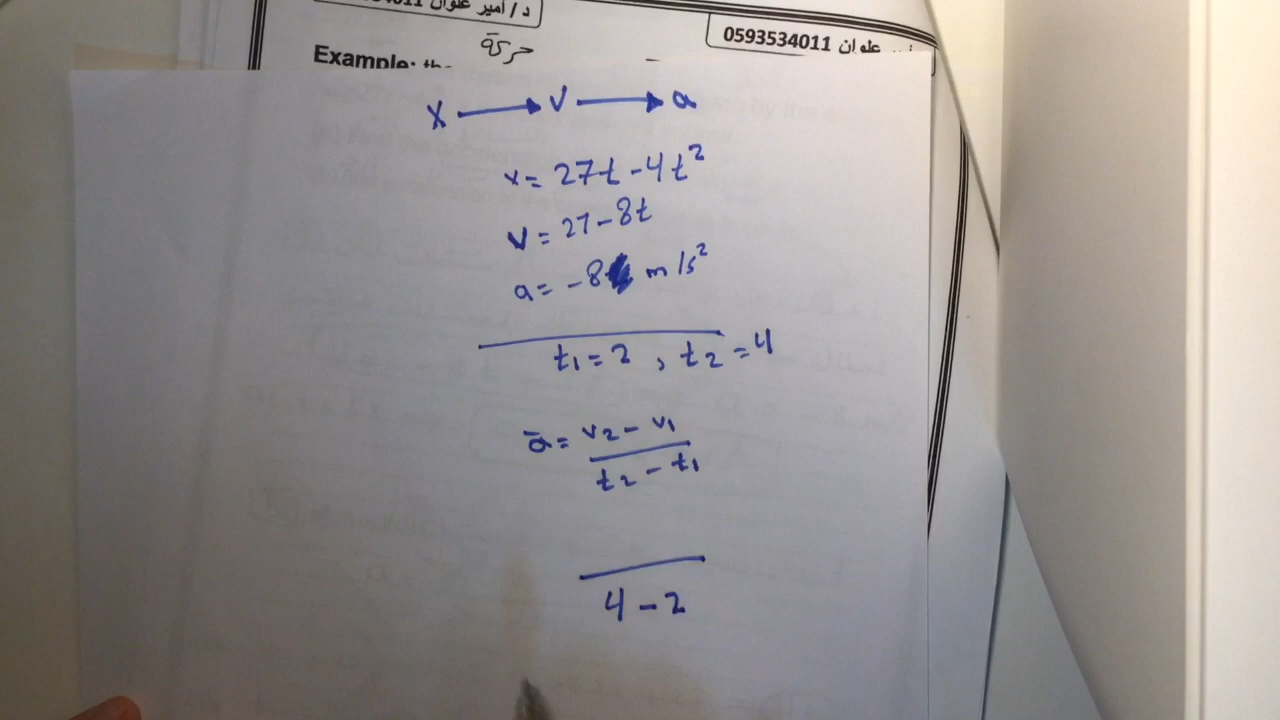 د / أمير علوان
علوان 0593534011
حركة
Example: the
x → v → a
x = 27t - 4t²
v = 27 - 8t
a = -8 m/s²
t₁ = 2 , t₂ = 4
ā = v₂ - v₁ / t₂ - t₁
4 - 2